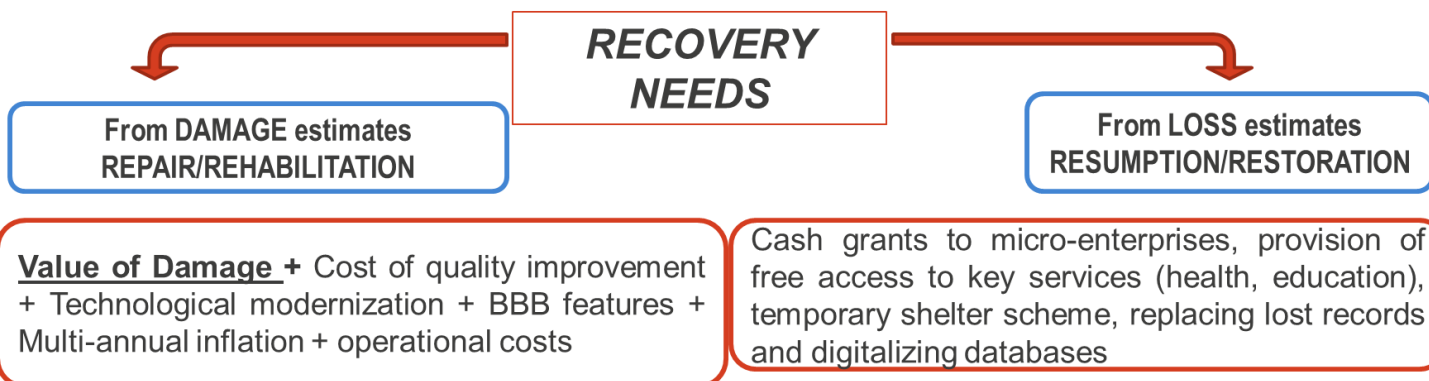 RECOVERY
NEEDS
From DAMAGE estimates
REPAIR/REHABILITATION
From LOSS estimates
RESUMPTION/RESTORATION
Value of Damage + Cost of quality improvement
+ Technological modernization + BBB features +
Multi-annual inflation + operational costs
Cash grants to micro-enterprises, provision of
free access to key services (health, education),
temporary shelter scheme, replacing lost records
and digitalizing databases